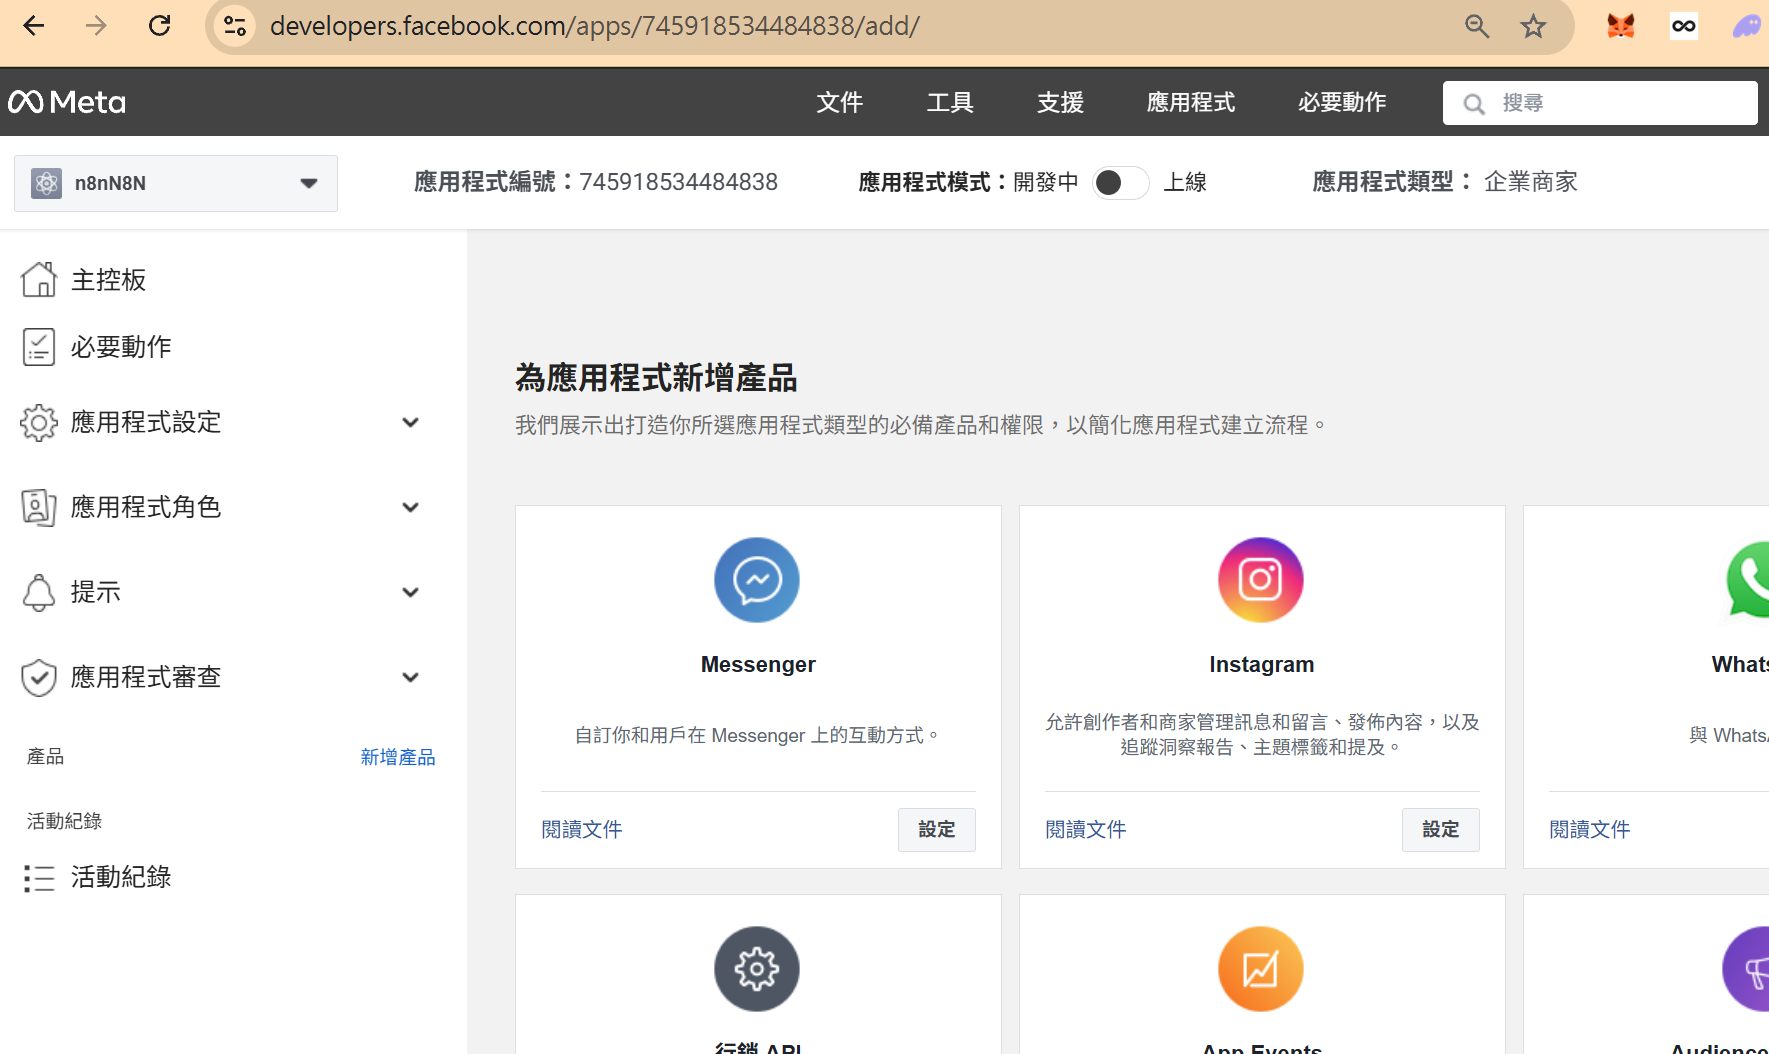 developers.facebook.com/apps/745918534484838/add/
Meta
文件
工具
支援
應用程式
必要動作
搜尋
n8nN8N
應用程式編號：745918534484838
應用程式模式：開發中
上線
應用程式類型： 企業商家
主控板
必要動作
應用程式設定
應用程式角色
提示
應用程式審查
產品
新增產品
活動紀錄
活動紀錄
為應用程式新增產品
我們展示出打造你所選應用程式類型的必備產品和權限，以簡化應用程式建立流程。
Messenger
自訂你和用戶在 Messenger 上的互動方式。
閱讀文件
設定
Instagram
允許創作者和商家管理訊息和留言、發佈內容，以及
追蹤洞察報告、主題標籤和提及。
閱讀文件
設定
Whats
與 Whats
閱讀文件
行銷 API
App Events
Audience